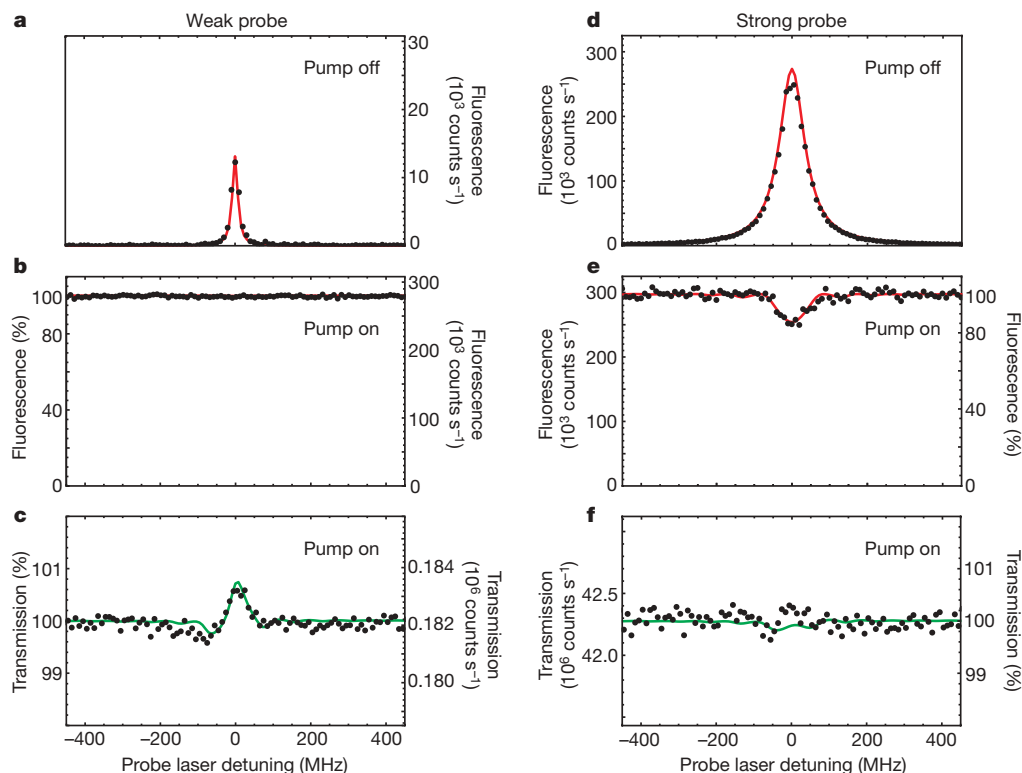 a
Weak probe
Pump off
30
20
10
0
Fluorescence
(10³ counts s⁻¹)
b
Fluorescence (%)
100
80
40
0
Pump on
300
200
100
0
Fluorescence
(10³ counts s⁻¹)
c
Transmission (%)
101
100
99
Pump on
0.184
0.182
0.180
Transmission
(10⁶ counts s⁻¹)
−400
−200
0
200
400
Probe laser detuning (MHz)
d
Strong probe
Pump off
Fluorescence
(10³ counts s⁻¹)
300
200
100
0
e
Fluorescence
(10³ counts s⁻¹)
300
200
300
300
0
Pump on
100
80
40
0
Fluorescence (%)
f
Transmission
(10⁶ counts s⁻¹)
42.5
42.0
Pump on
101
100
99
Transmission (%)
−400
−200
0
200
400
Probe laser detuning (MHz)